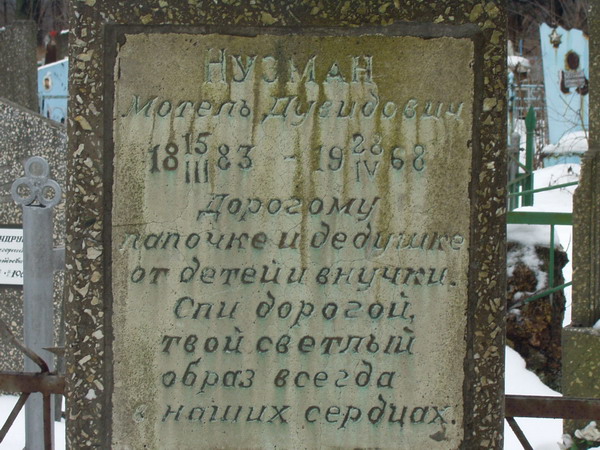 НУЗМАН
Мотель Дувидович
18 15/III 83 - 19 28/IV 68
Дорогому
папочке и дедушке
от детей и внучки.
Спи дорогой,
твой светлый
образ всегда
в наших сердцах.